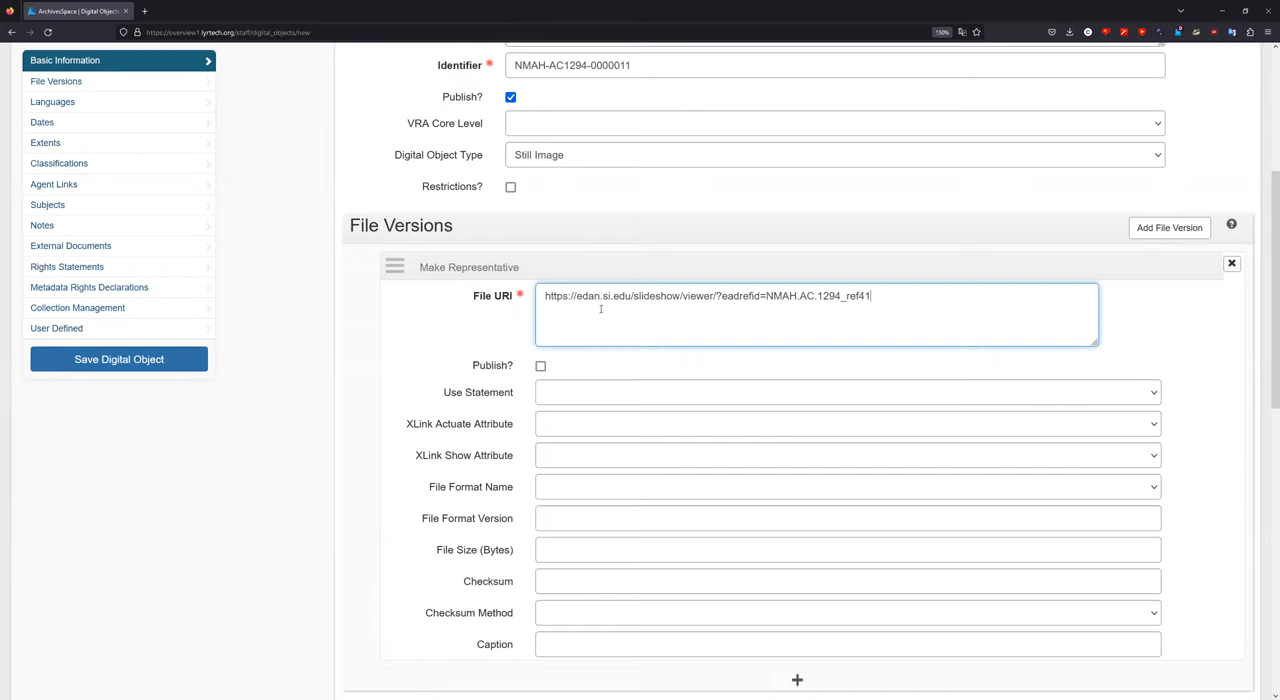 ArchivesSpace | Digital Objects
https://overview1.lyrtech.org/staff/digital_objects/new
150%
Basic Information
File Versions
Languages
Dates
Extents
Classifications
Agent Links
Subjects
Notes
External Documents
Rights Statements
Metadata Rights Declarations
Collection Management
User Defined
Save Digital Object
Identifier * NMAH-AC1294-0000011
Publish?
VRA Core Level
Digital Object Type Still Image
Restrictions?
File Versions Add File Version
Make Representative
File URI * https://edan.si.edu/slideshow/viewer/?eadrefid=NMAH.AC.1294_ref41
Publish?
Use Statement
XLink Actuate Attribute
XLink Show Attribute
File Format Name
File Format Version
File Size (Bytes)
Checksum
Checksum Method
Caption